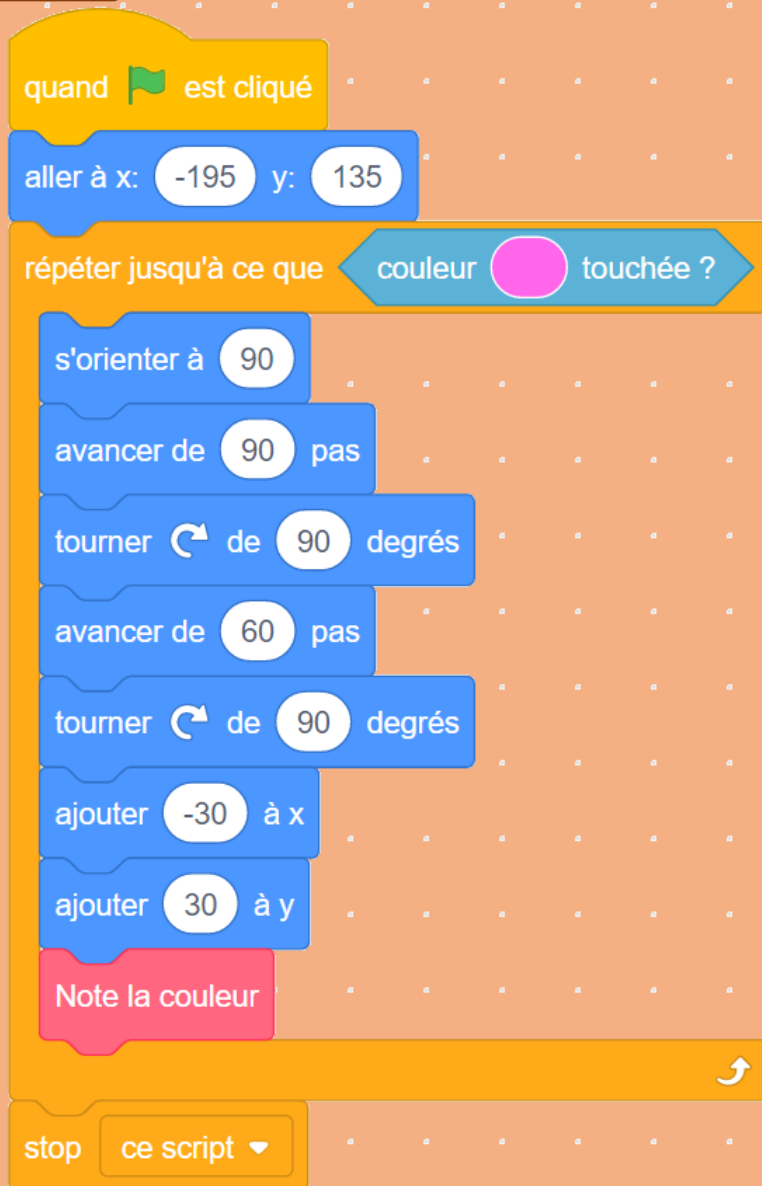 quand est cliqué
aller à x: -195 y: 135
répéter jusqu'à ce que couleur touchée ?
s'orienter à 90
avancer de 90 pas
tourner de 90 degrés
avancer de 60 pas
tourner de 90 degrés
ajouter -30 à x
ajouter 30 à y
Note la couleur
stop ce script